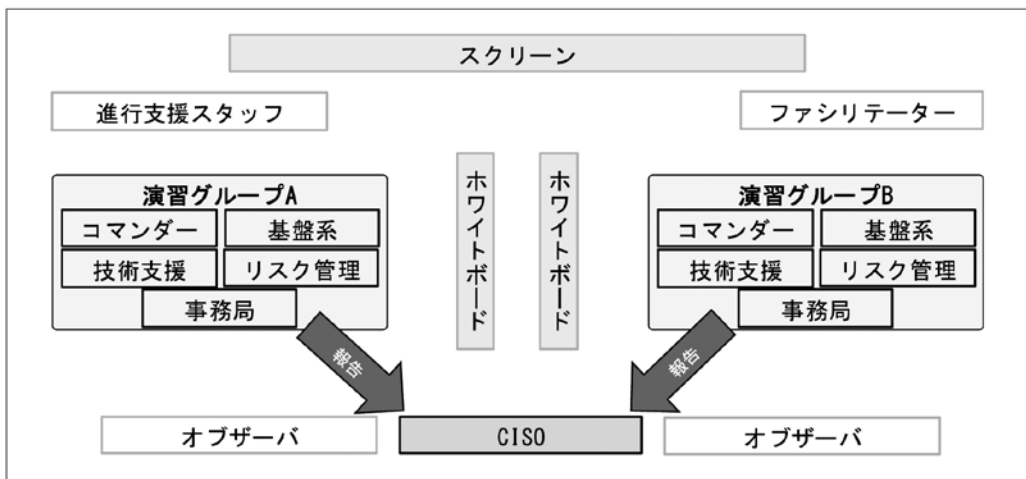 スクリーン
進行支援スタッフ
ファシリテーター
ホワイトボード
ホワイトボード
演習グループA
コマンダー
基盤系
技術支援
リスク管理
事務局
演習グループB
コマンダー
基盤系
技術支援
リスク管理
事務局
報告
報告
オブザーバ
CISO
オブザーバ